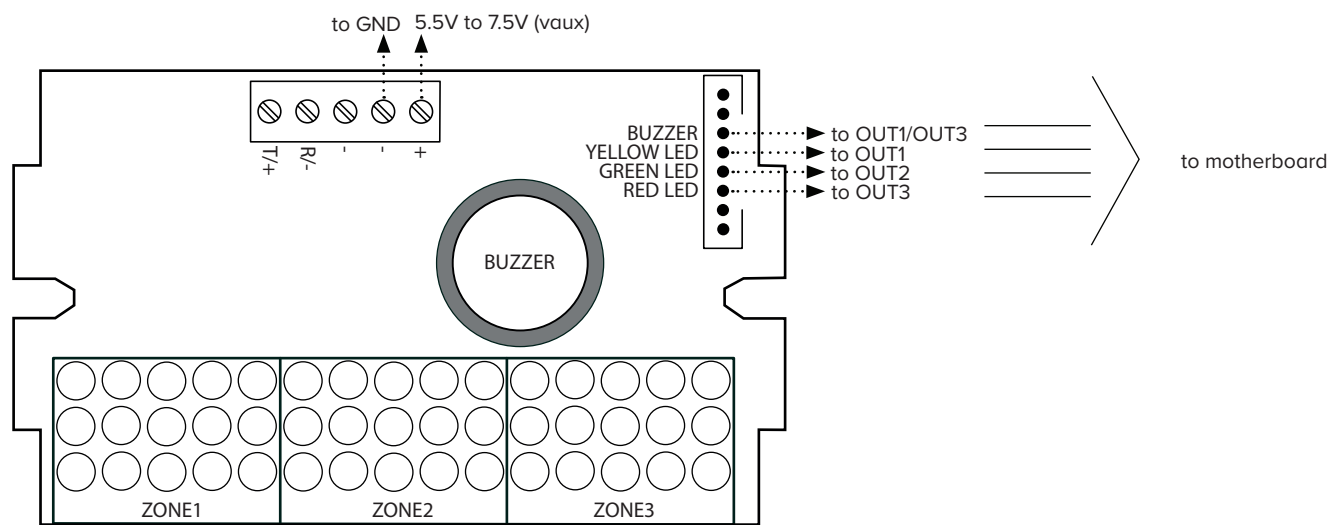 to GND 5.5V to 7.5V (vaux)
T/+ R/- - - +
BUZZER to OUT1/OUT3
YELLOW LED to OUT1
GREEN LED to OUT2
RED LED to OUT3
to motherboard
BUZZER
ZONE1 ZONE2 ZONE3